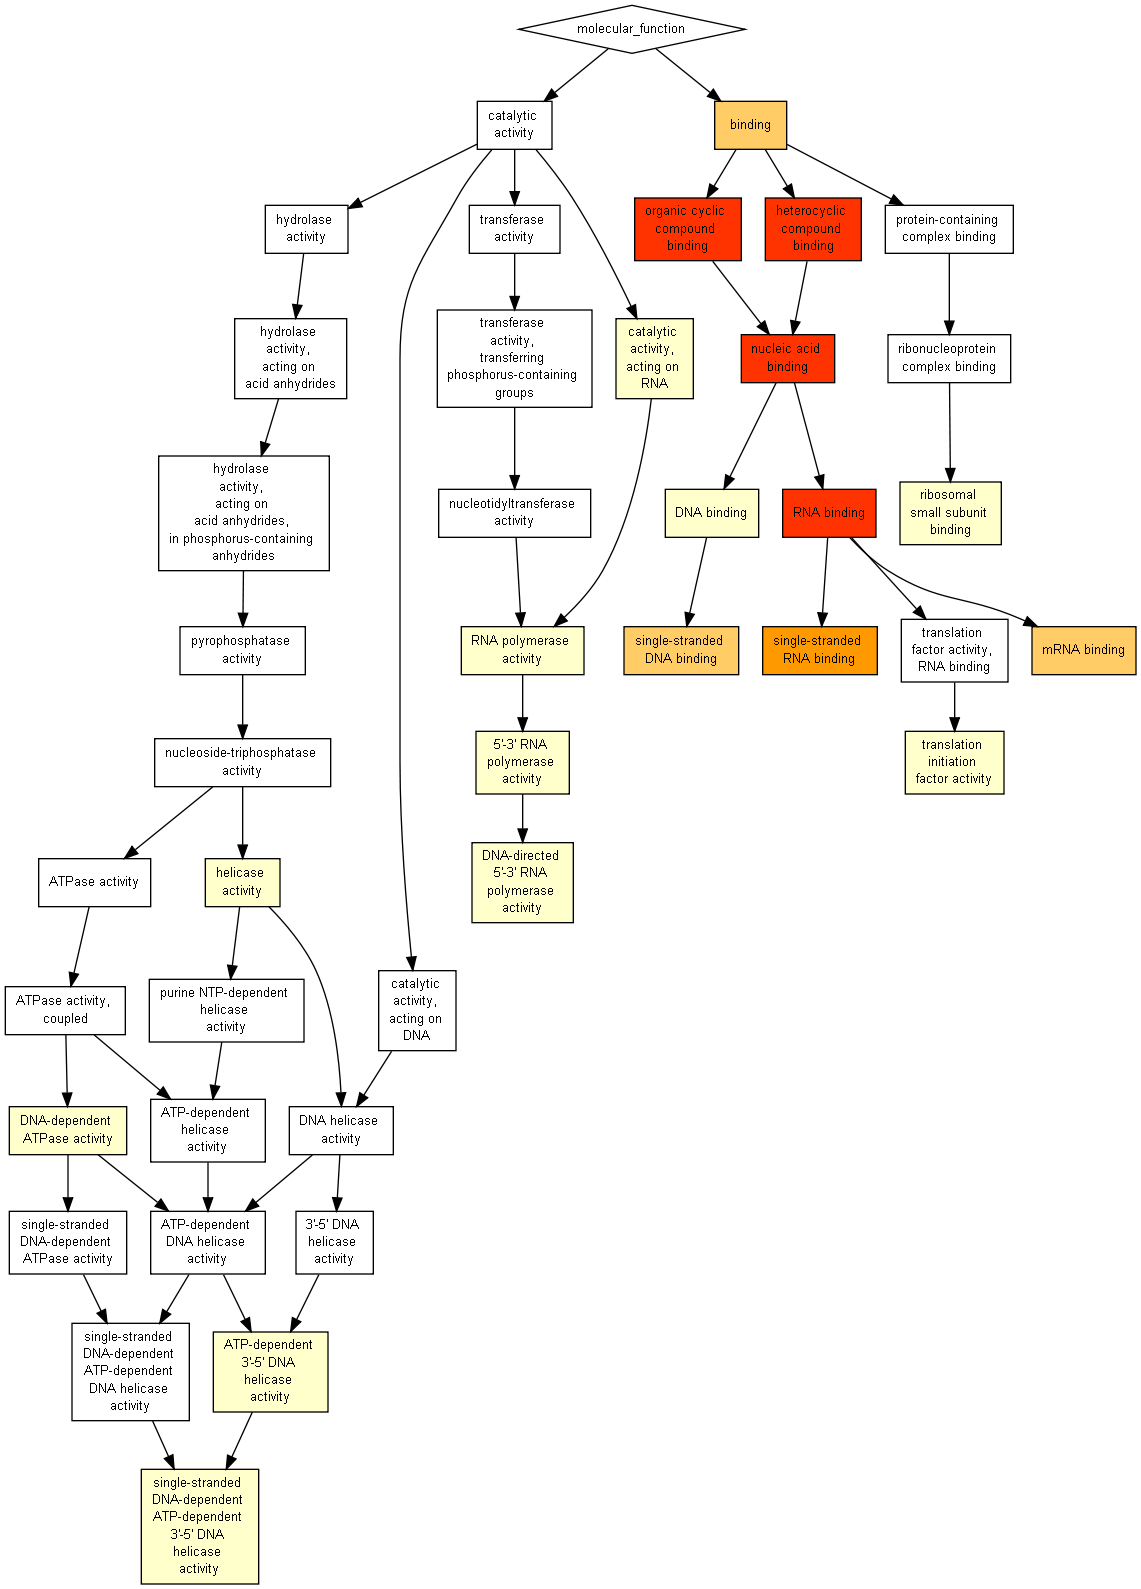 molecular_function
catalytic
activity
binding
hydrolase
activity
transferase
activity
organic cyclic
compound
binding
heterocyclic
compound
binding
protein-containing
complex binding
hydrolase
activity,
acting on
acid anhydrides
transferase
activity,
transferring
phosphorus-containing
groups
catalytic
activity,
acting on
RNA
nucleic acid
binding
ribonucleoprotein
complex binding
hydrolase
activity,
acting on
acid anhydrides,
in phosphorus-containing
anhydrides
nucleotidyltransferase
activity
DNA binding
RNA binding
ribosomal
small subunit
binding
pyrophosphatase
activity
RNA polymerase
activity
single-stranded
DNA binding
single-stranded
RNA binding
translation
factor activity,
RNA binding
mRNA binding
nucleoside-triphosphatase
activity
5'-3' RNA
polymerase
activity
translation
initiation
factor activity
ATPase activity
helicase
activity
DNA-directed
5'-3' RNA
polymerase
activity
ATPase activity,
coupled
purine NTP-dependent
helicase
activity
catalytic
activity,
acting on
DNA
DNA-dependent
ATPase activity
ATP-dependent
helicase
activity
DNA helicase
activity
single-stranded
DNA-dependent
ATPase activity
ATP-dependent
DNA helicase
activity
3'-5' DNA
helicase
activity
single-stranded
DNA-dependent
ATP-dependent
DNA helicase
activity
ATP-dependent
3'-5' DNA
helicase
activity
single-stranded
DNA-dependent
ATP-dependent
3'-5' DNA
helicase
activity